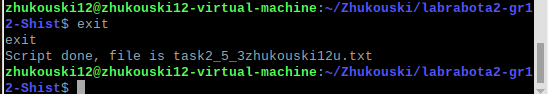 zhukouski12@zhukouski12-virtual-machine:~/Zhukouski/labrabota2-gr1
2-Shist$ exit
exit
Script done, file is task2_5_3zhukouski12u.txt
zhukouski12@zhukouski12-virtual-machine:~/Zhukouski/labrabota2-gr1
2-Shist$